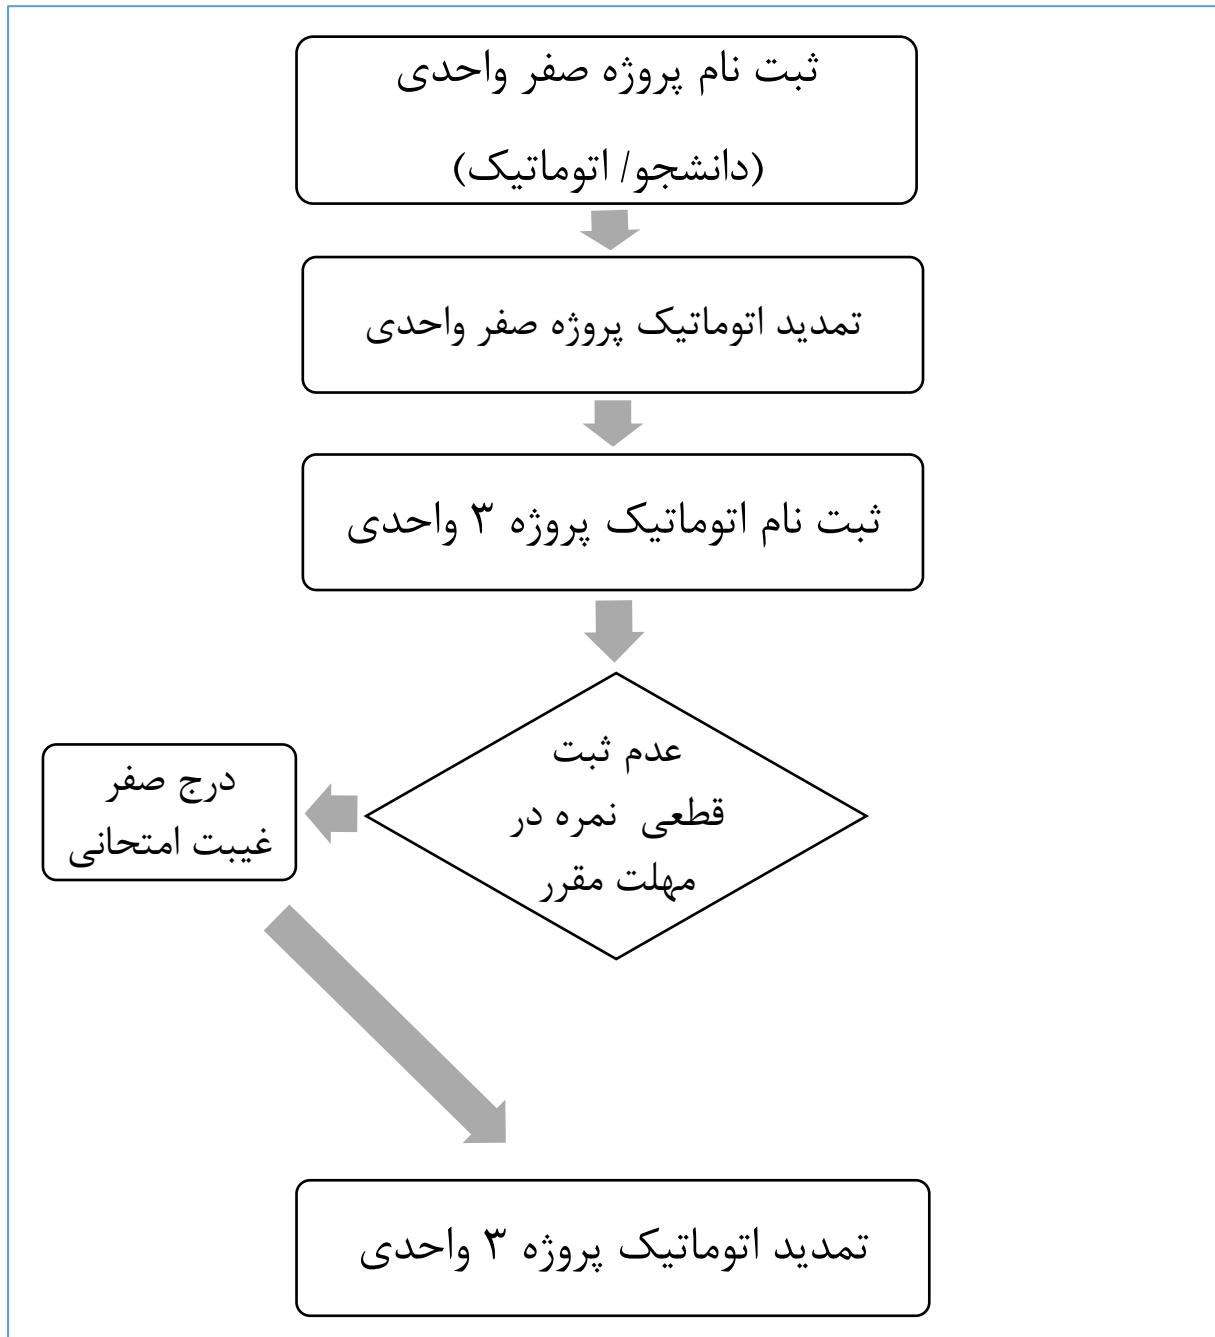 ثبت نام پروژه صفر واحدی
(دانشجو/ اتوماتیک)
تمدید اتوماتیک پروژه صفر واحدی
ثبت نام اتوماتیک پروژه ۳ واحدی
عدم ثبت
قطعی نمره در
مهلت مقرر
درج صفر
غیبت امتحانی
تمدید اتوماتیک پروژه ۳ واحدی